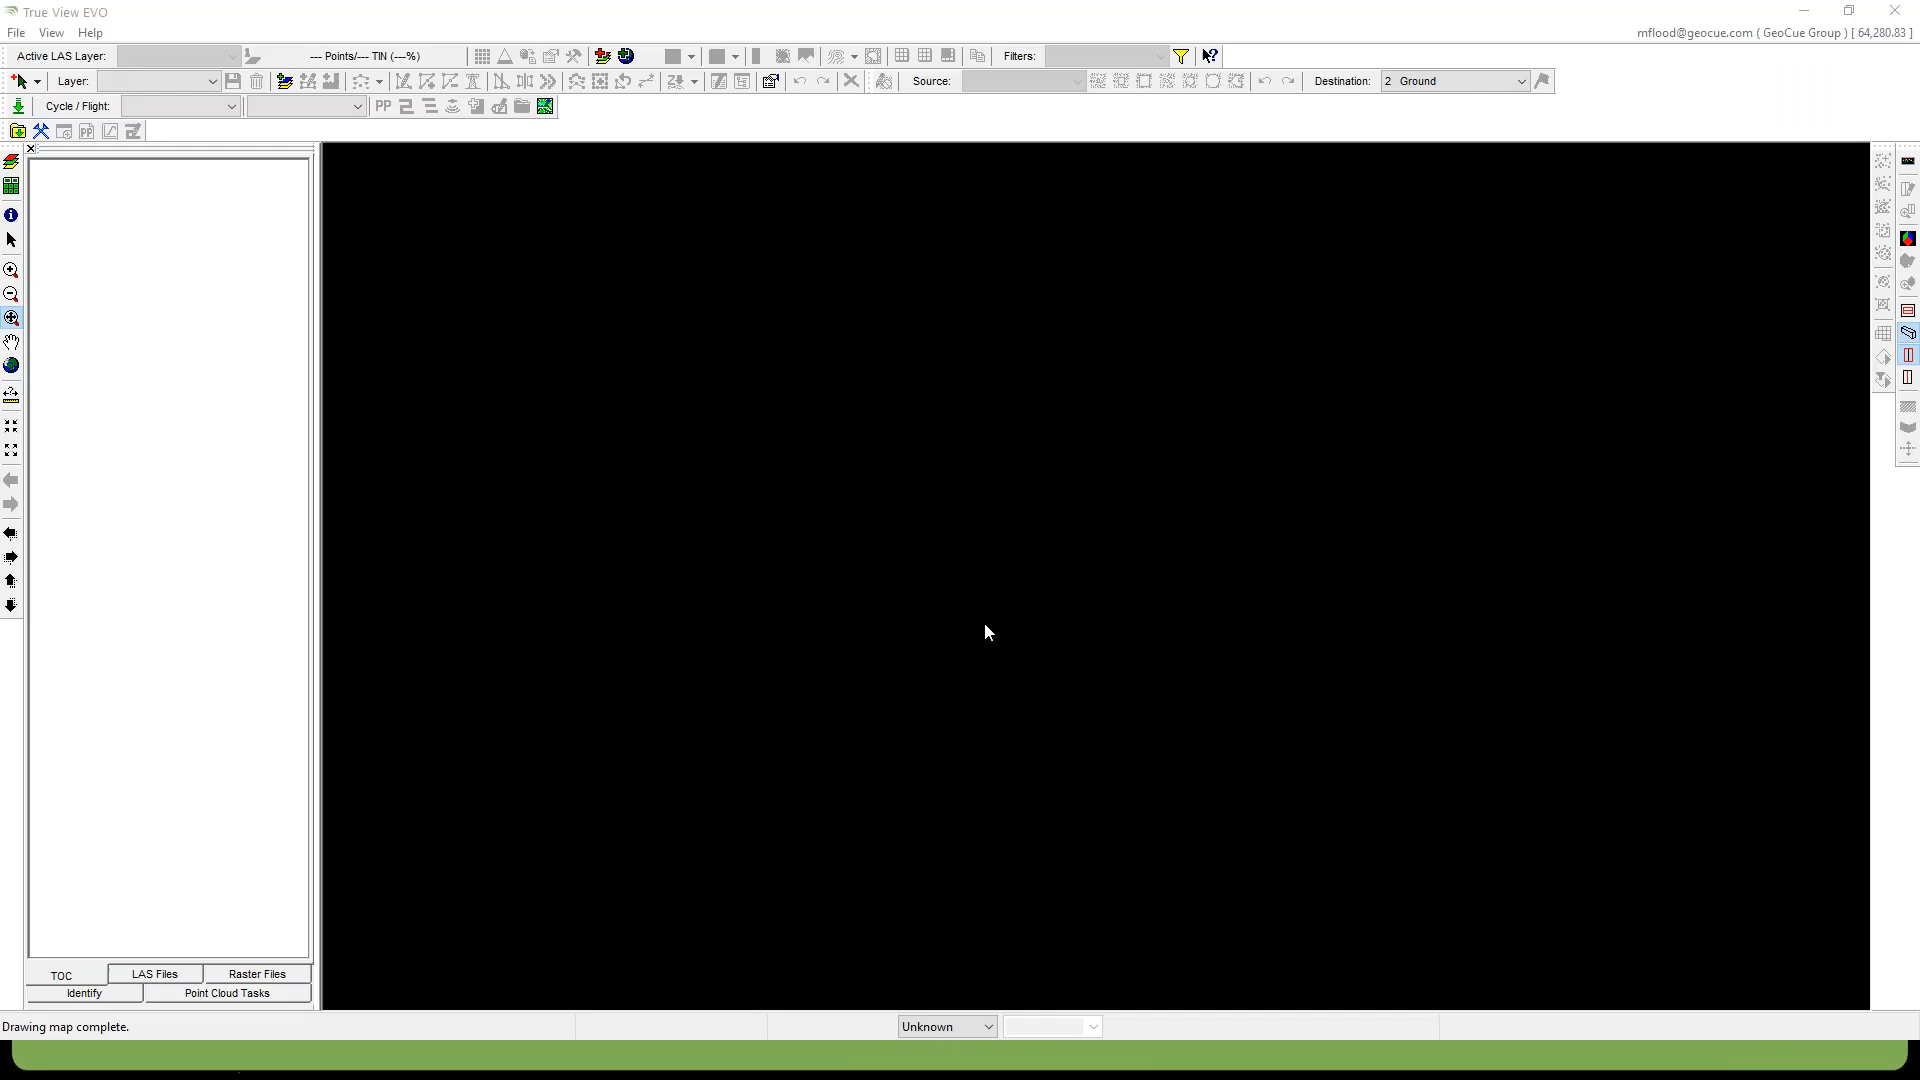 True View EVO
File View Help
mflood@geocue.com ( GeoCue Group ) [ 64,280.83 ]
Active LAS Layer:
--- Points/--- TIN (---%)
Filters:
Layer:
Source:
Destination: 2 Ground
Cycle / Flight:
PP
PP
TOC LAS Files Raster Files
Identify Point Cloud Tasks
Drawing map complete.
Unknown